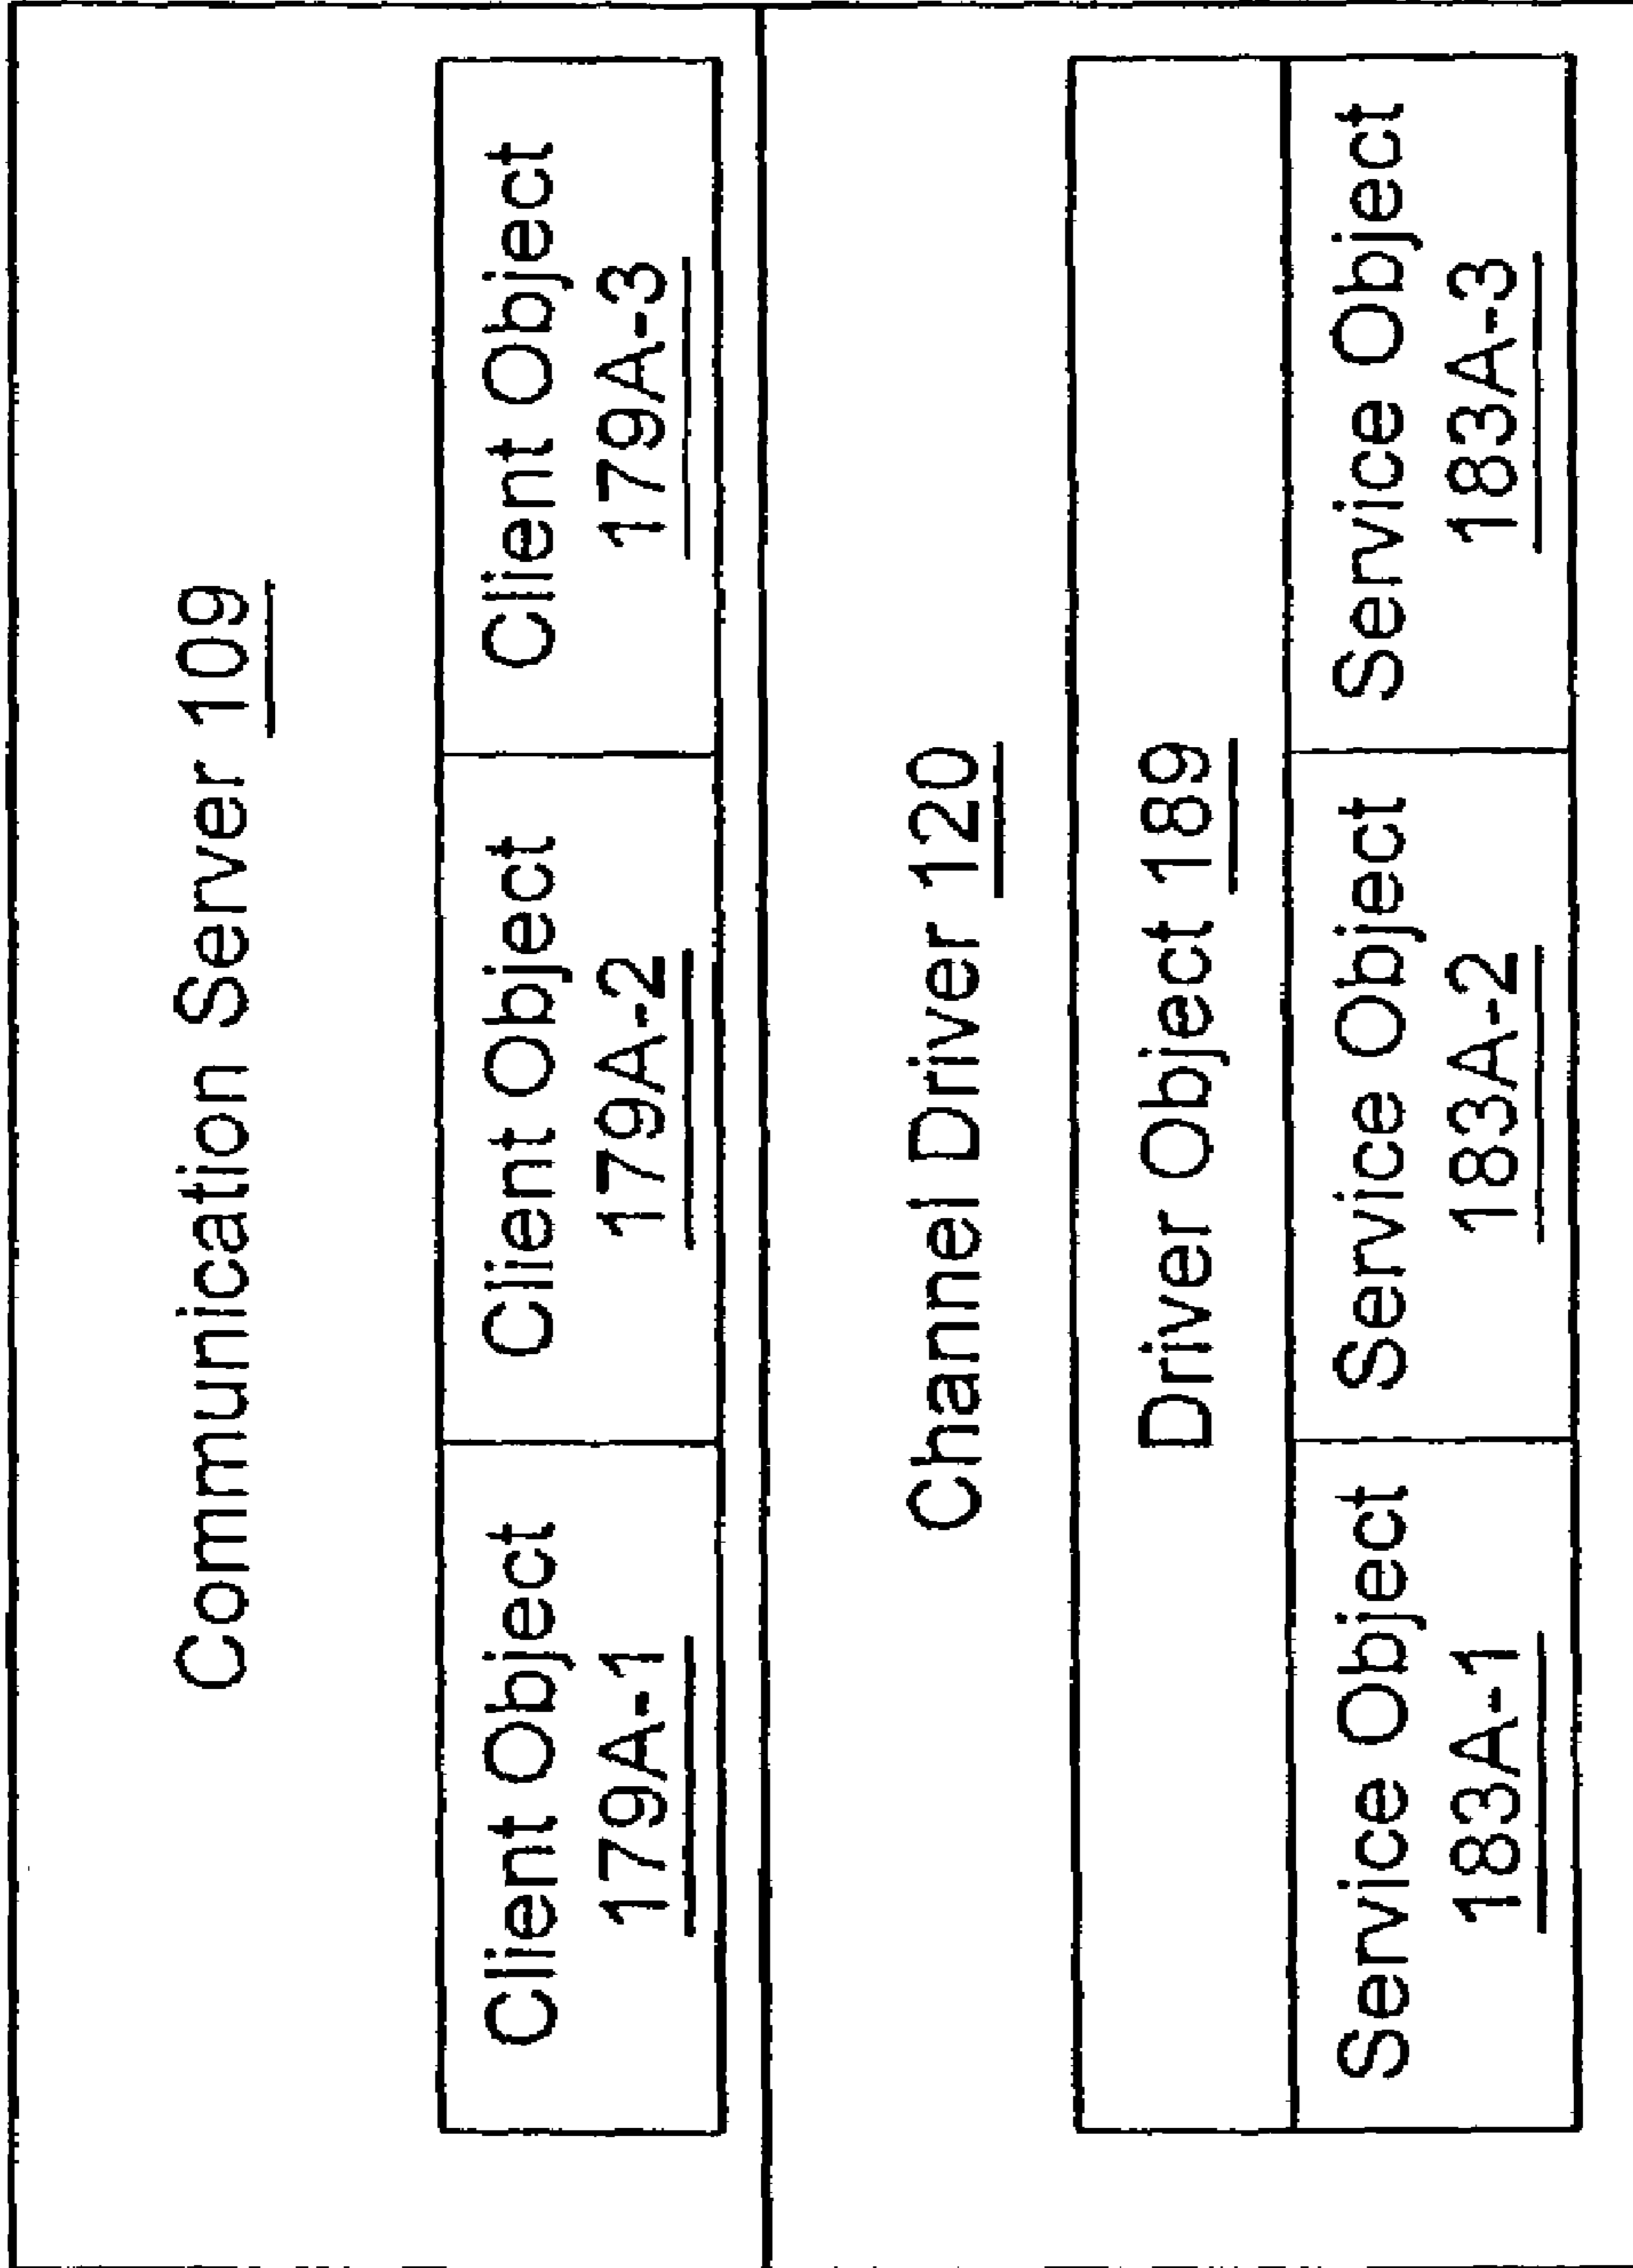 Communication Server 109
Client Object
179A-1
Client Object
179A-2
Client Object
179A-3
Channel Driver 120
Driver Object 189
Service Object
183A-1
Service Object
183A-2
Service Object
183A-3